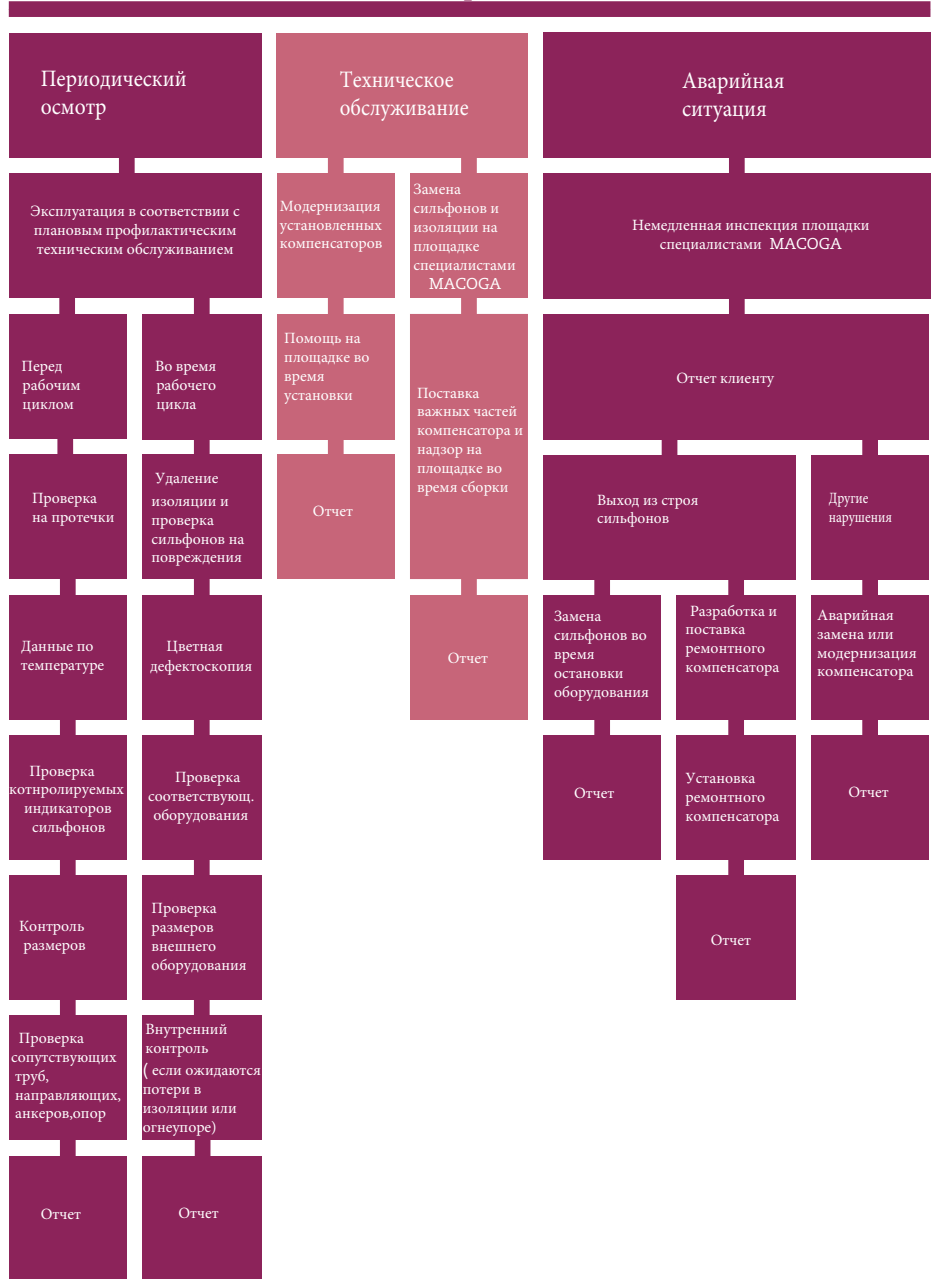 Периодический
осмотр
Эксплуатация в соответствии с
плановым профилактическим
техническим обслуживанием
Перед
рабочим
циклом
Проверка
на протечки
Данные по
температуре
Проверка
котнролируемых
индикаторов
сильфонов
Контроль
размеров
Проверка
сопутствующих
труб,
направляющих,
анкеров,опор
Отчет
Во время
рабочего
цикла
Удаление
изоляции и
проверка
сильфонов на
повреждения
Цветная
дефектоскопия
Проверка
соответствующ.
оборудования
Проверка
размеров
внешнего
оборудования
Внутренний
контроль
( если ожидаются
потери в
изоляции или
огнеупоре)
Отчет
Техническое
обслуживание
Модернизация
установленных
компенсаторов
Помощь на
площадке во
время
установки
Отчет
Замена
сильфонов и
изоляции на
площадке
специалистами
MACOGA
Поставка
важных частей
компенсатора и
надзор на
площадке во
время сборки
Отчет
Аварийная
ситуация
Немедленная инспекция площадки
специалистами MACOGA
Отчет клиенту
Выход из строя
сильфонов
Замена
сильфонов во
время
остановки
оборудования
Отчет
Разработка и
поставка
ремонтного
компенсатора
Установка
ремонтного
компенсатора
Отчет
Другие
нарушения
Аварийная
замена или
модернизация
компенсатора
Отчет